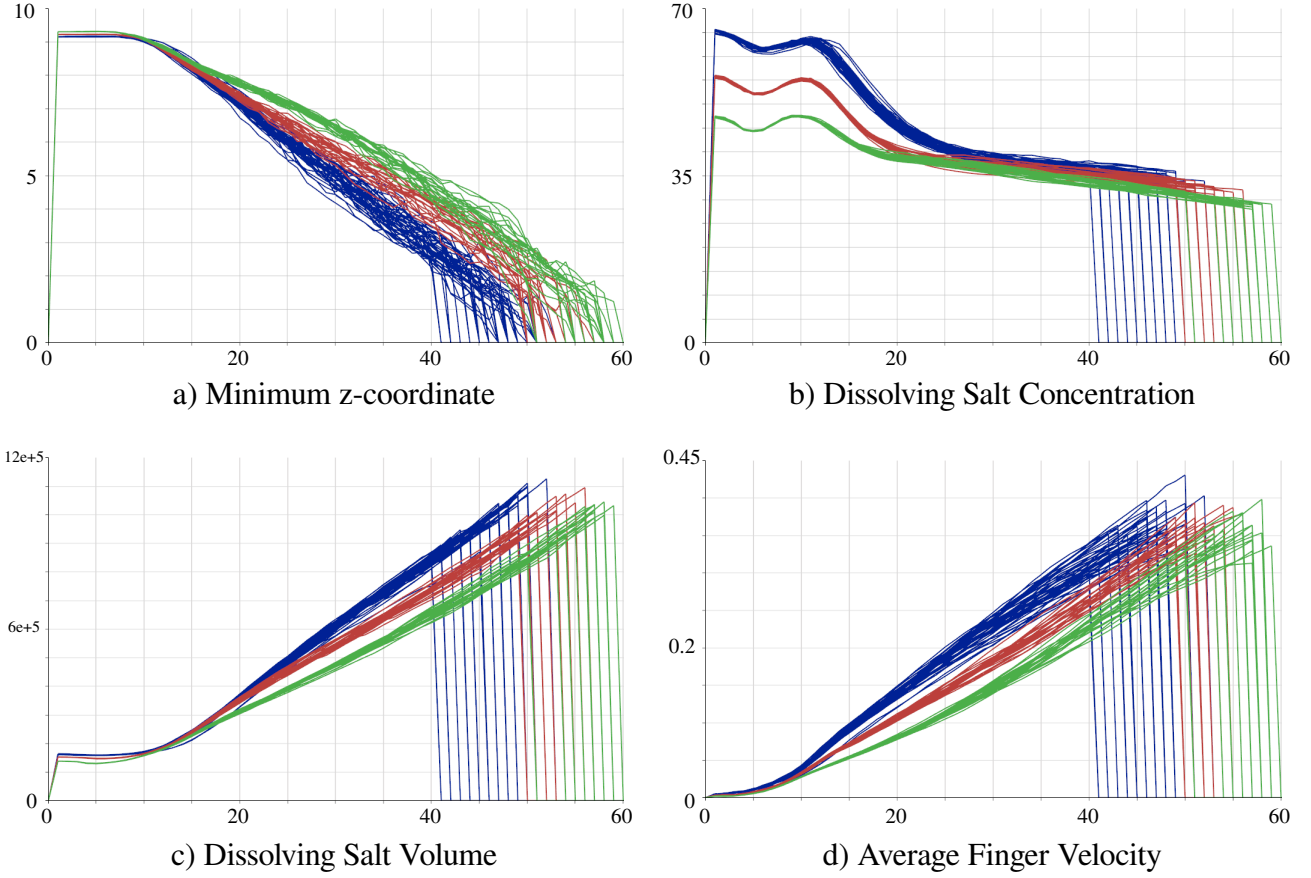 10
5
0
0 20 40 60
a) Minimum z-coordinate
70
35
0
0 20 40 60
b) Dissolving Salt Concentration
12e+5
6e+5
0
0 20 40 60
c) Dissolving Salt Volume
0.45
0.2
0
0 20 40 60
d) Average Finger Velocity